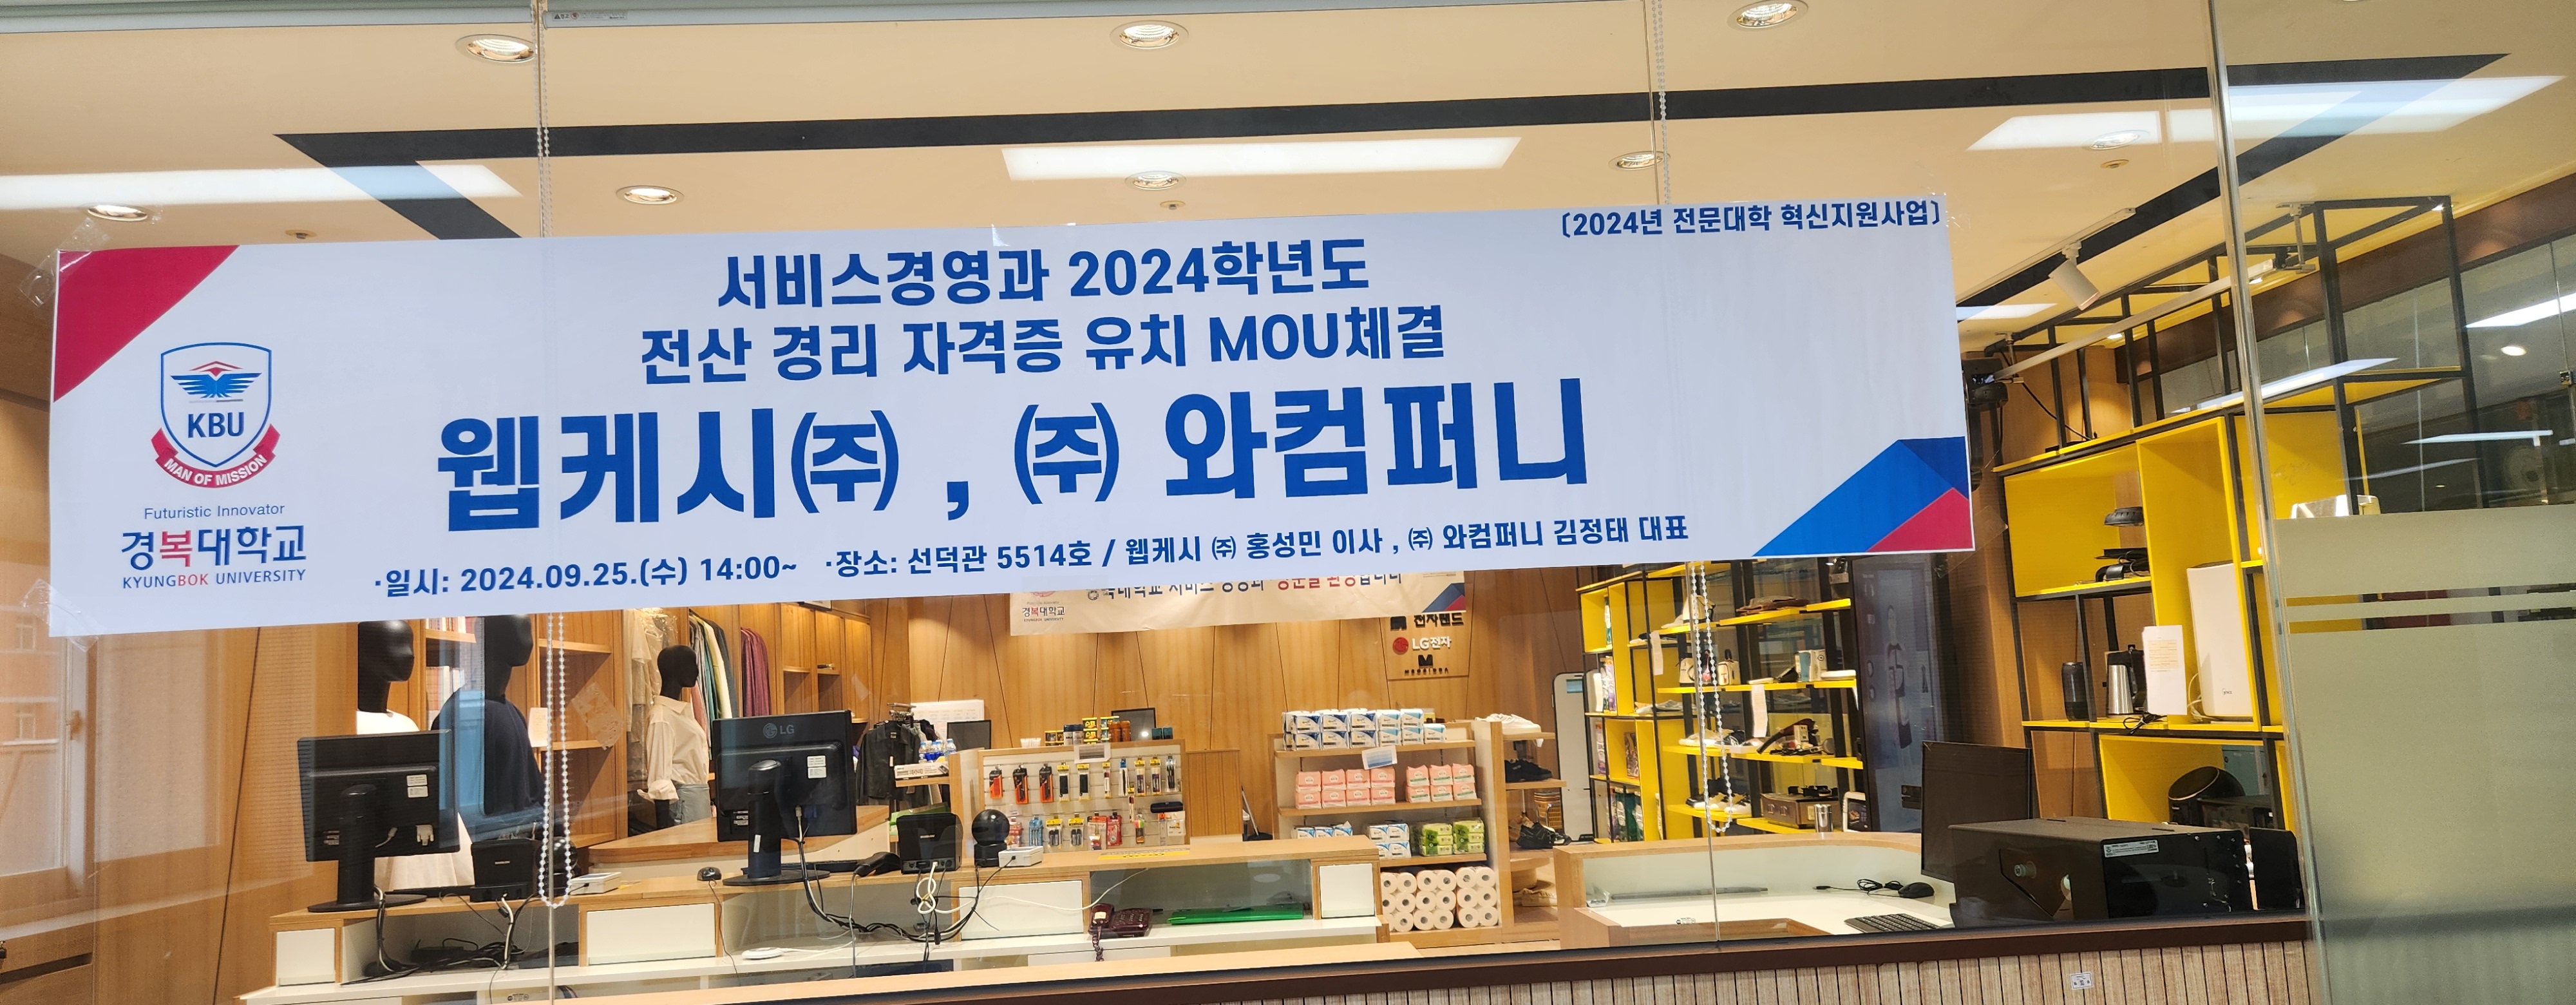 〔2024년 전문대학 혁신지원사업〕
서비스경영과 2024학년도
전산 경리 자격증 유치 MOU체결
웹케시㈜ , ㈜ 와컴퍼니
·일시: 2024.09.25.(수) 14:00~ ·장소: 선덕관 5514호 / 웹케시 ㈜ 홍성민 이사 , ㈜ 와컴퍼니 김정태 대표
KBU
MAN OF MISSION
Futuristic Innovator
경복대학교
KYUNGBOK UNIVERSITY
경복대학교
전자랜드
LG전자
LG